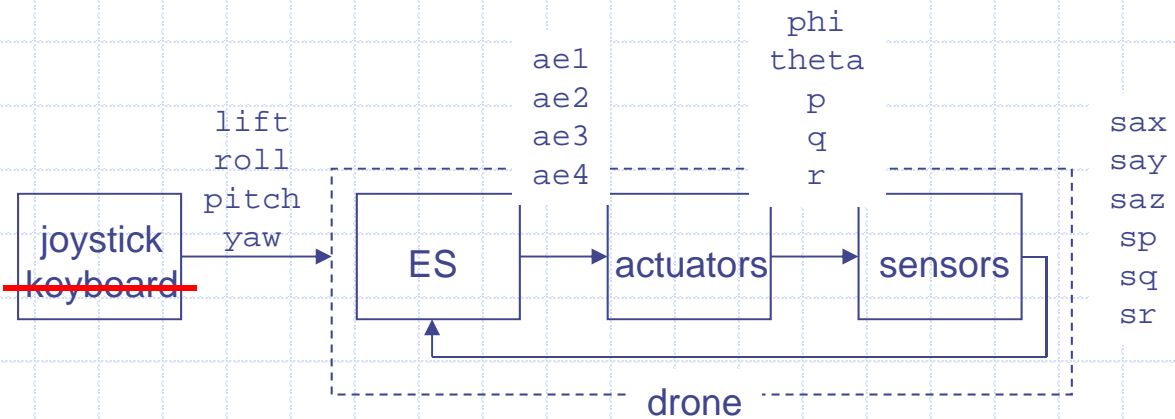 lift
roll
pitch
yaw
joystick
keyboard
ae1
ae2
ae3
ae4
phi
theta
p
q
r
sax
say
saz
sp
sq
sr
ES
actuators
sensors
drone